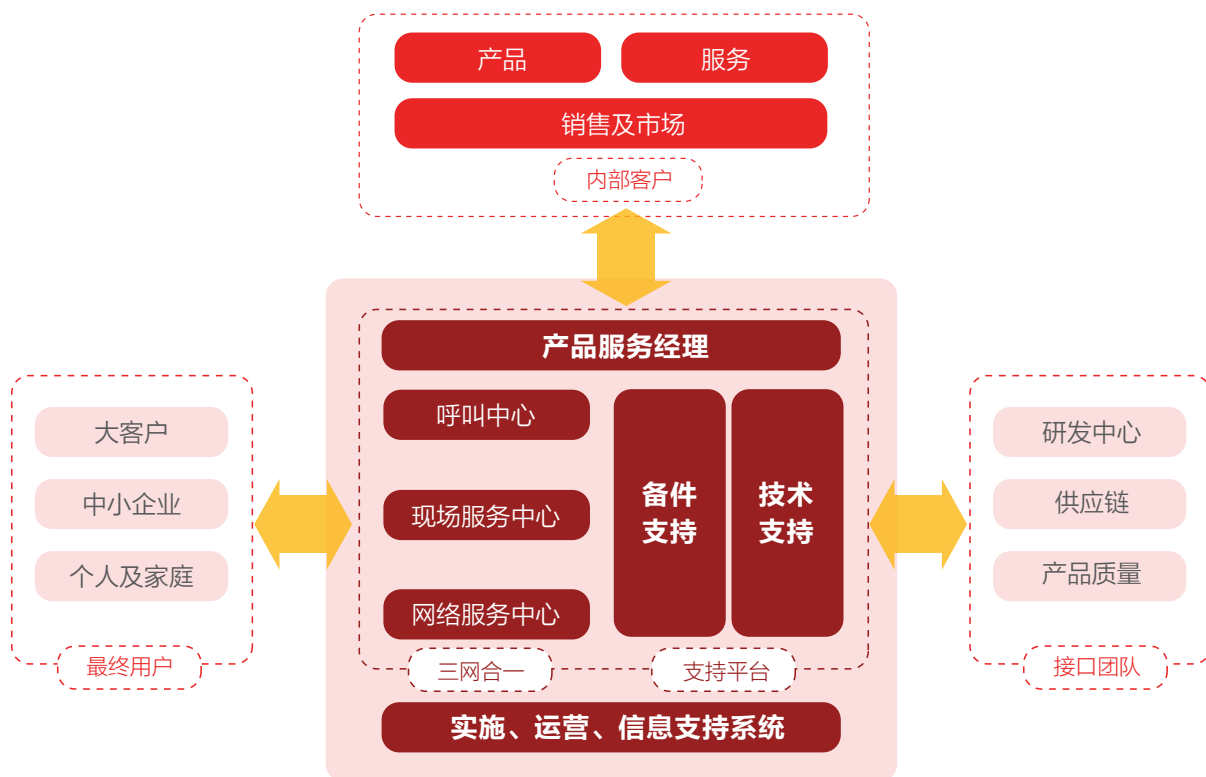 产品
服务
销售及市场
内部客户
产品服务经理
大客户
中小企业
个人及家庭
最终用户
呼叫中心
现场服务中心
网络服务中心
三网合一
备件
支持
技术
支持
支持平台
实施、运营、信息支持系统
研发中心
供应链
产品质量
接口团队